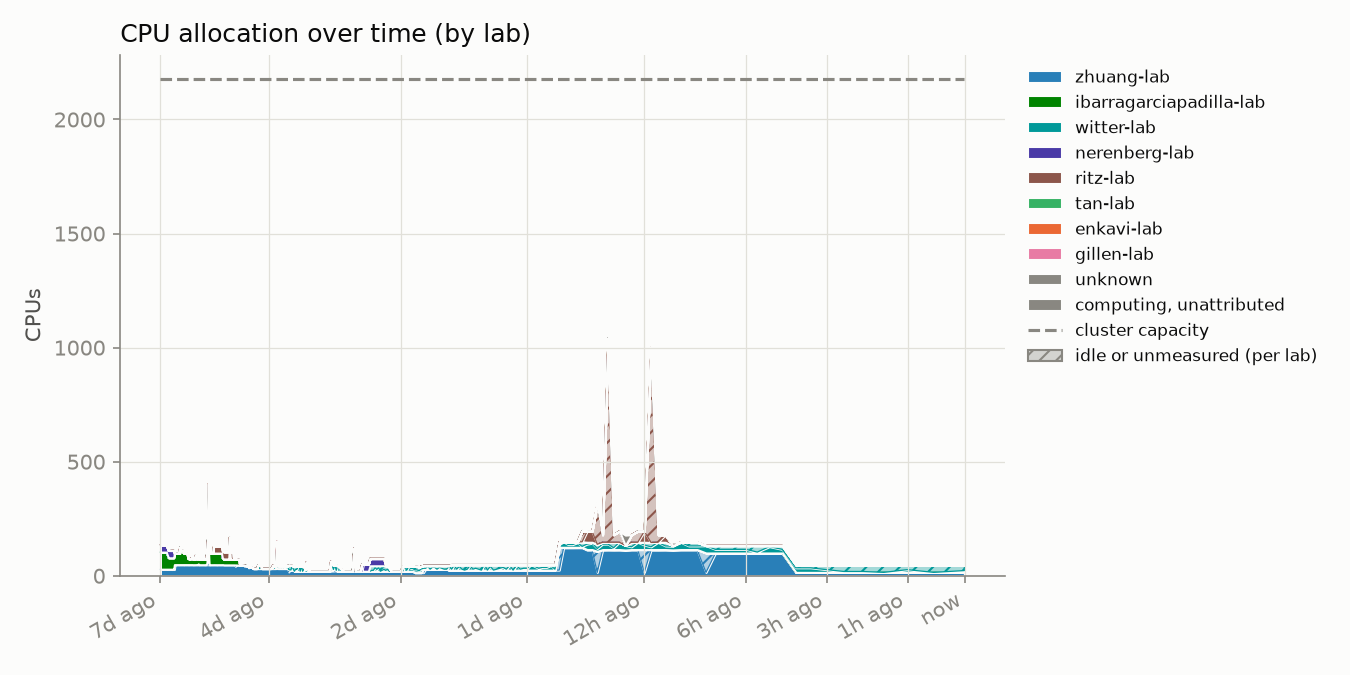 CPU allocation over time (by lab)
CPUs
2000
1500
1000
500
0
7d ago
4d ago
2d ago
1d ago
12h ago
6h ago
3h ago
1h ago
now
zhuang-lab
ibarragarciapadilla-lab
witter-lab
nerenberg-lab
ritz-lab
tan-lab
enkavi-lab
gillen-lab
unknown
computing, unattributed
cluster capacity
idle or unmeasured (per lab)